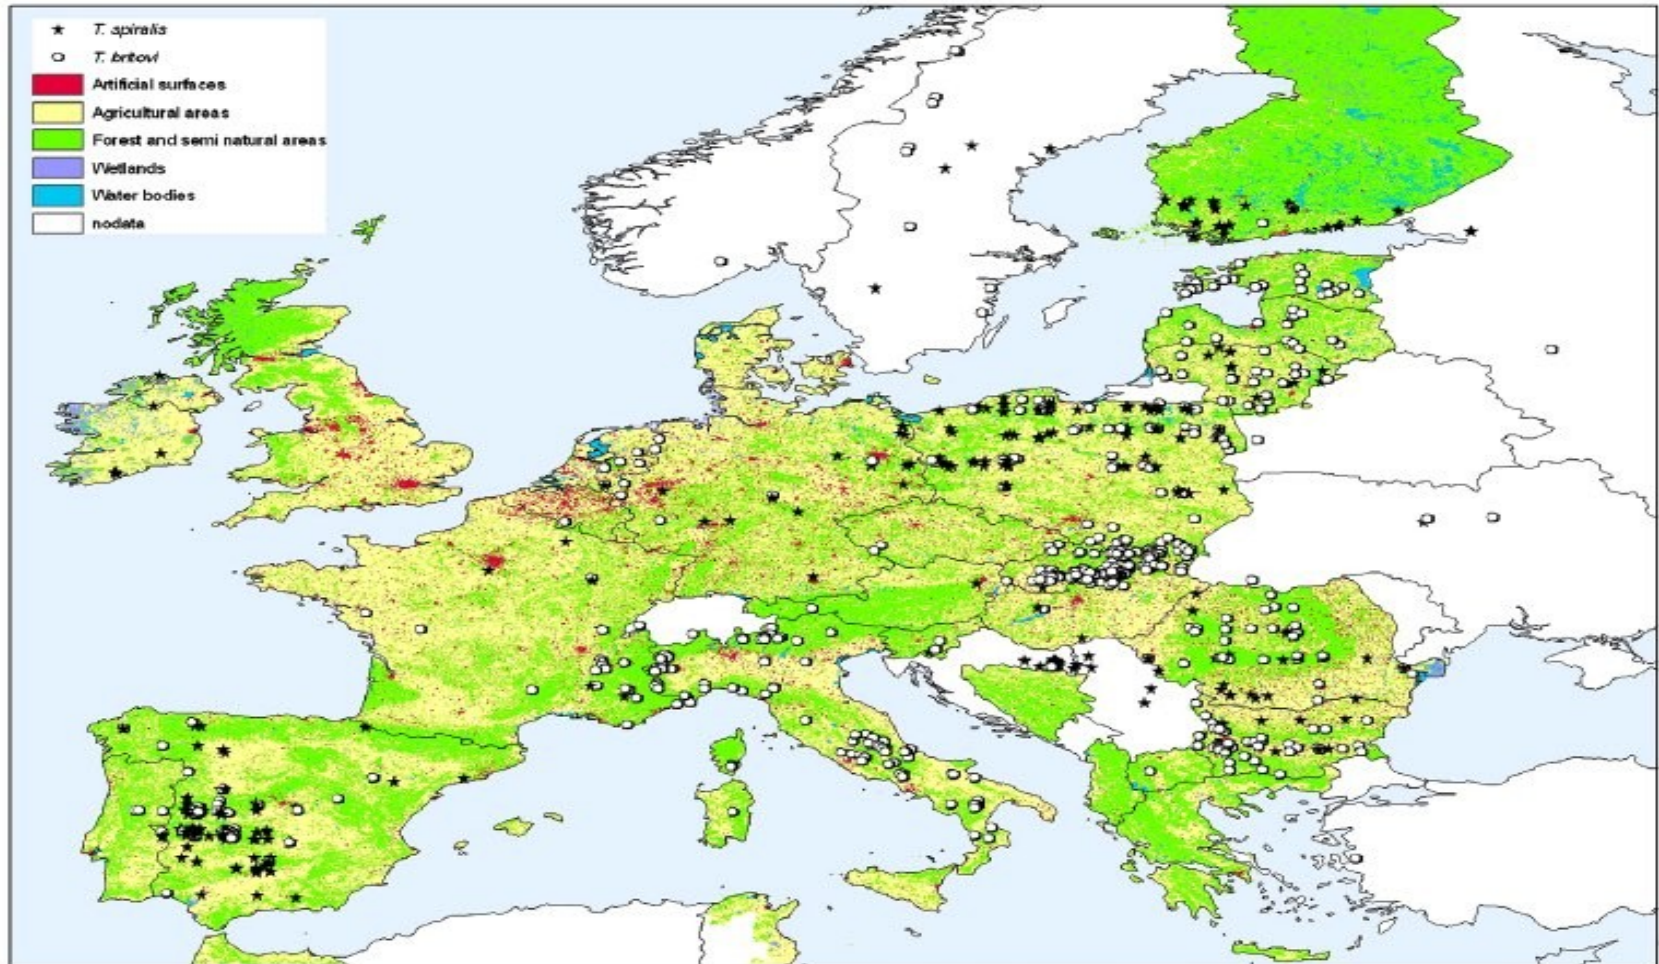 T. spiralis
T. britovi
Artificial surfaces
Agricultural areas
Forest and semi natural areas
Wetlands
Water bodies
nodata